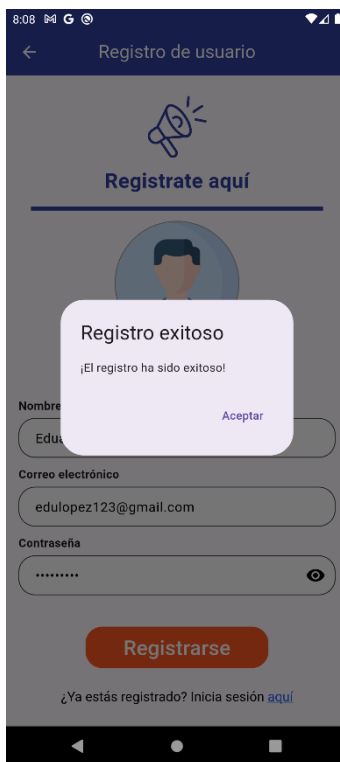 8:08
Registro de usuario
Registrate aquí
Registro exitoso
¡El registro ha sido exitoso!
Aceptar
Nombre
Correo electrónico
edulopez123@gmail.com
Contraseña
•••••••••
Registrarse
¿Ya estás registrado? Inicia sesión aquí